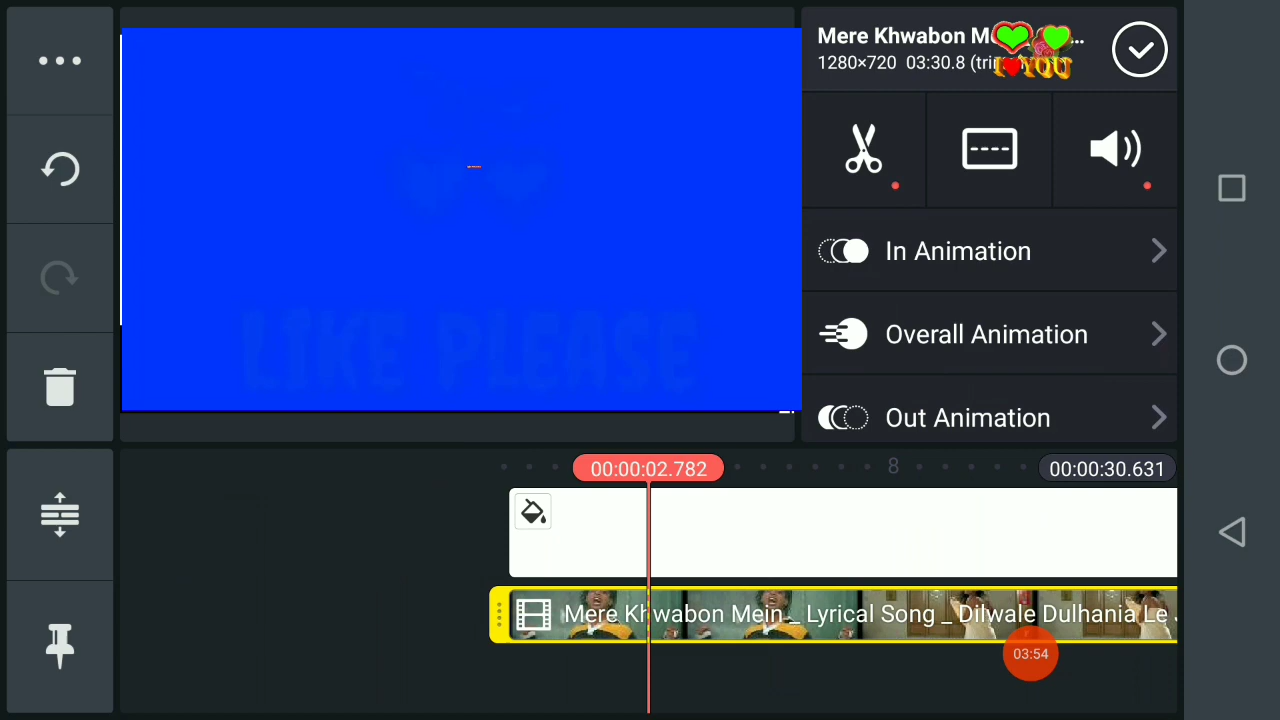 Mere Khwabon M
1280×720 03:30.8 (tri
I YOU
In Animation
Overall Animation
Out Animation
LIKE PLEASE
00:00:02.782
8
00:00:30.631
Mere Khwabon Mein _ Lyrical Song _ Dilwale Dulhania Le
03:54